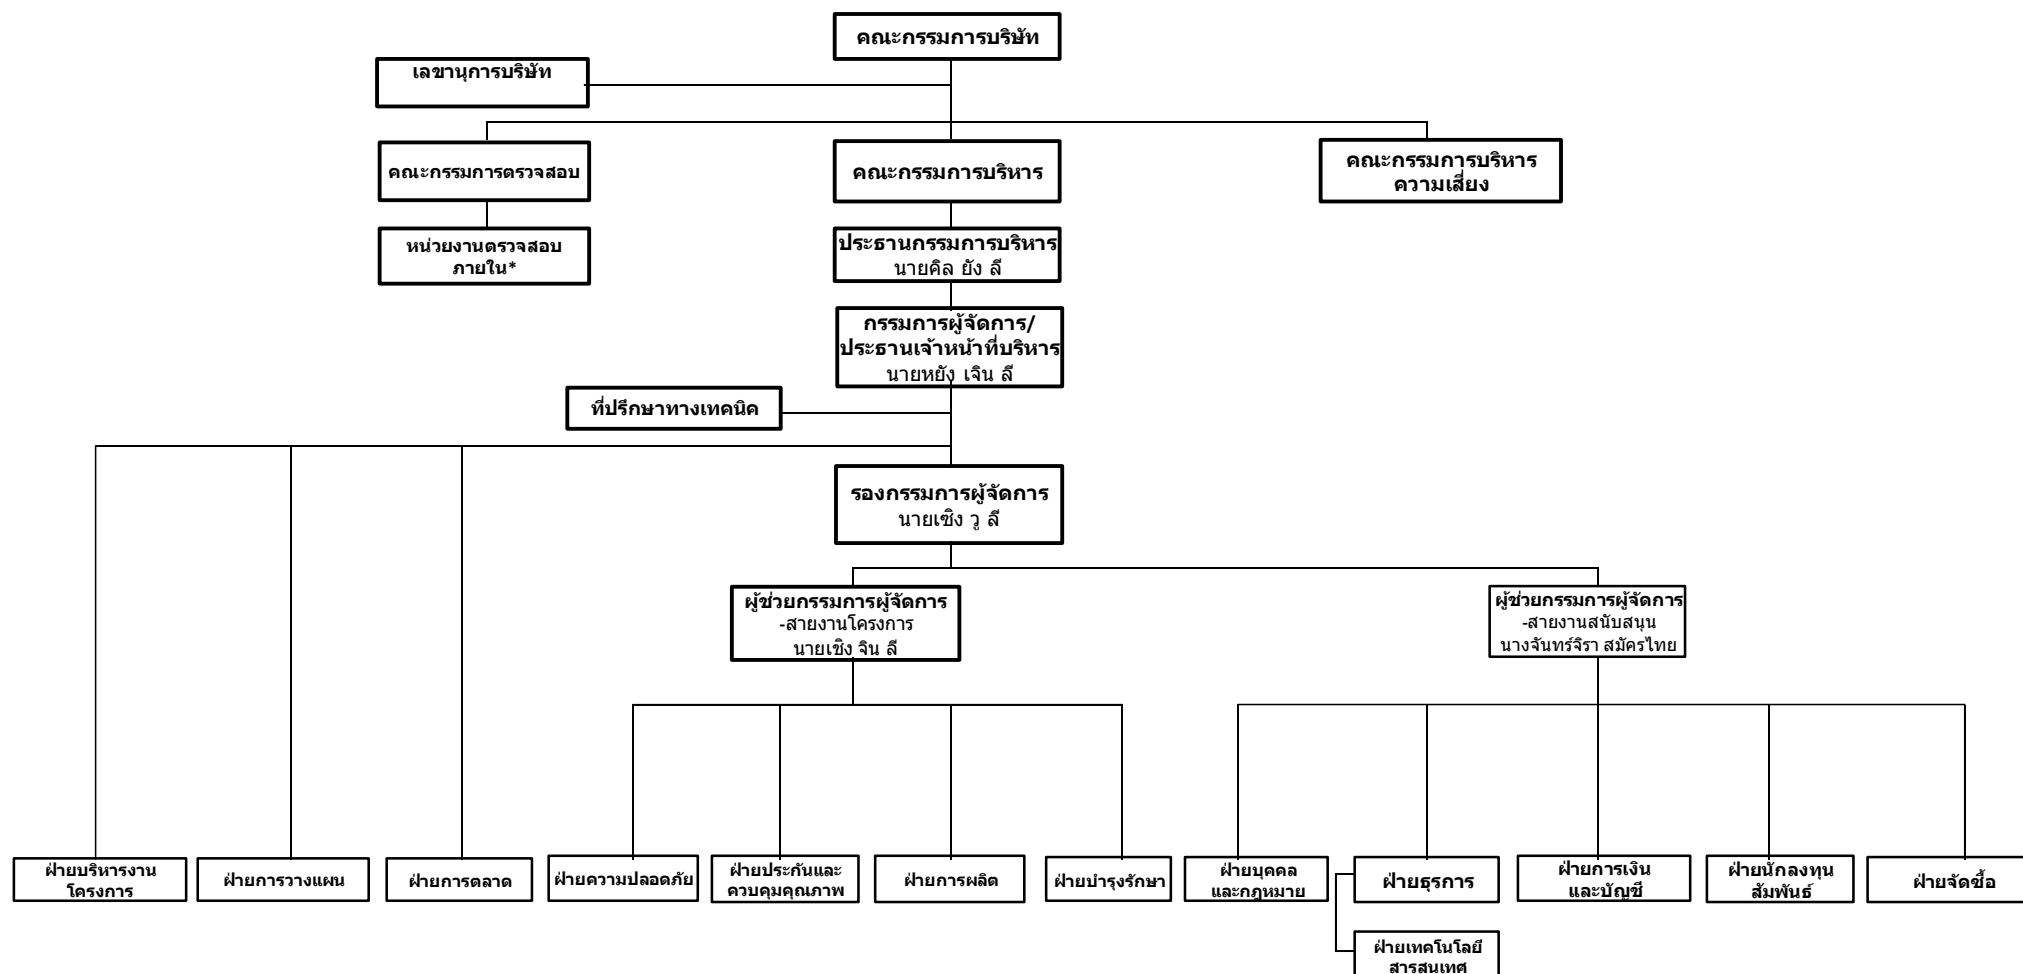 คณะกรรมการบริษัท
เลขานุการบริษัท
คณะกรรมการตรวจสอบ
คณะกรรมการบริหาร
คณะกรรมการบริหาร
ความเสี่ยง
หน่วยงานตรวจสอบ
ภายใน*
ประธานกรรมการบริหาร
นายคิล ยัง ลี
กรรมการผู้จัดการ/
ประธานเจ้าหน้าที่บริหาร
นายหยัง เจิน ลี
ที่ปรึกษาทางเทคนิค
รองกรรมการผู้จัดการ
นายเซิง วู ลี
ผู้ช่วยกรรมการผู้จัดการ
-สายงานโครงการ
นายเชิง จิน ลี
ผู้ช่วยกรรมการผู้จัดการ
-สายงานสนับสนุน
นางจันทร์จิรา สมัครไทย
ฝ่ายบริหารงาน
โครงการ
ฝ่ายการวางแผน
ฝ่ายการตลาด
ฝ่ายความปลอดภัย
ฝ่ายประกันและ
ควบคุมคุณภาพ
ฝ่ายการผลิต
ฝ่ายบำรุงรักษา
ฝ่ายบุคคล
และกฎหมาย
ฝ่ายธุรการ
ฝ่ายการเงิน
และบัญชี
ฝ่ายนักลงทุน
สัมพันธ์
ฝ่ายจัดซื้อ
ฝ่ายเทคโนโลยี
สารสนเทศ